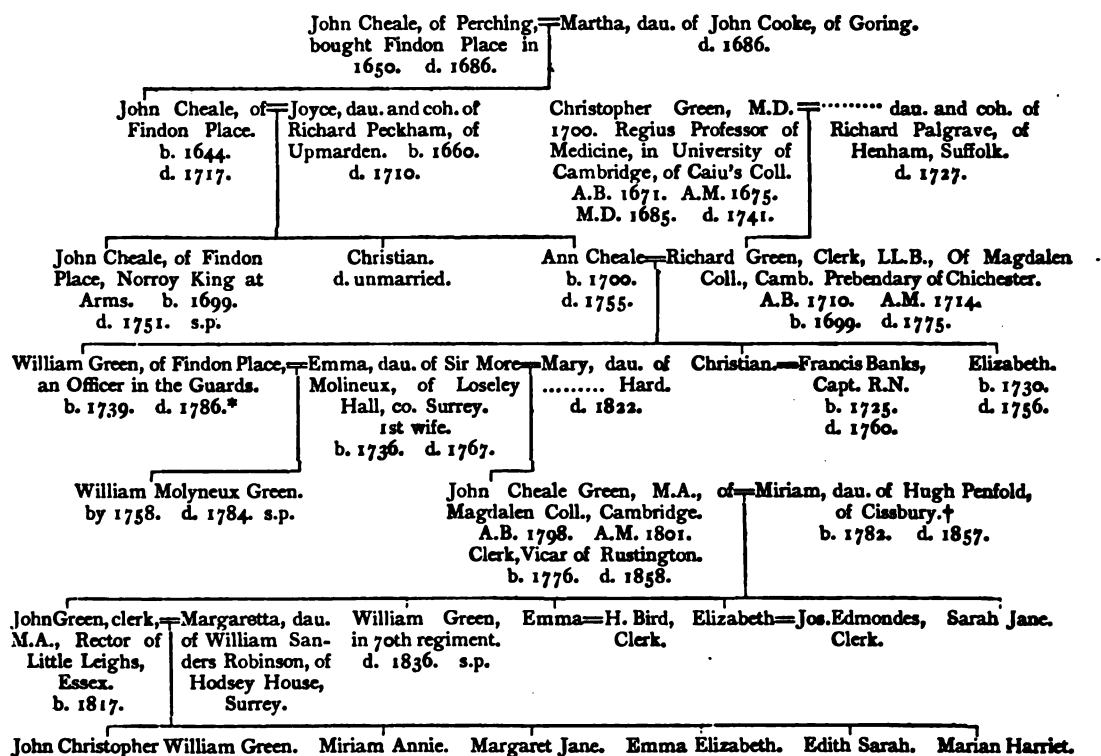 John Cheale, of Perching,=Martha, dau. of John Cooke, of Goring.
bought Findon Place in d. 1686.
1650. d. 1686.
John Cheale, of=Joyce, dau. and coh. of
Findon Place. Richard Peckham, of
b. 1644. Upmarden. b. 1660.
d. 1717. d. 1710.
Christopher Green, M.D.=.......... dau. and coh. of
1700. Regius Professor of Richard Palgrave, of
Medicine, in University of Henham, Suffolk.
Cambridge, of Caiu's Coll. d. 1727.
A.B. 1671. A.M. 1675.
M.D. 1685. d. 1741.
John Cheale, of Findon
Place, Norroy King at
Arms. b. 1699.
d. 1751. s.p.
Christian.
d. unmarried.
Ann Cheale=Richard Green, Clerk, LL.B., Of Magdalen
b. 1700. Coll., Camb. Prebendary of Chichester.
d. 1755. A.B. 1710. A.M. 1714.
b. 1699. d. 1775.
William Green, of Findon Place,=Emma, dau. of Sir More=Mary, dau. of
an Officer in the Guards. Molineux, of Loseley ......... Hard.
b. 1739. d. 1786.* Hall, co. Surrey. d. 1822.
1st wife.
b. 1736. d. 1767.
Christian.=Francis Banks,
Capt. R.N.
b. 1725.
d. 1760.
Elizabeth.
b. 1730.
d. 1756.
William Molyneux Green.
by 1758. d. 1784. s.p.
John Cheale Green, M.A., of=Miriam, dau. of Hugh Penfold,
Magdalen Coll., Cambridge. of Cissbury.†
A.B. 1798. A.M. 1801. b. 1782. d. 1857.
Clerk, Vicar of Rustington.
b. 1776. d. 1858.
John Green, clerk,=Margaretta, dau.
M.A., Rector of of William San-
Little Leighs, ders Robinson, of
Essex. Hodsey House,
b. 1817. Surrey.
William Green,
in 70th regiment.
d. 1836. s.p.
Emma=H. Bird,
Clerk.
Elizabeth=Jos. Edmondes,
Clerk.
Sarah Jane.
John Christopher William Green. Miriam Annie. Margaret Jane. Emma Elizabeth. Edith Sarah. Marian Harriet.